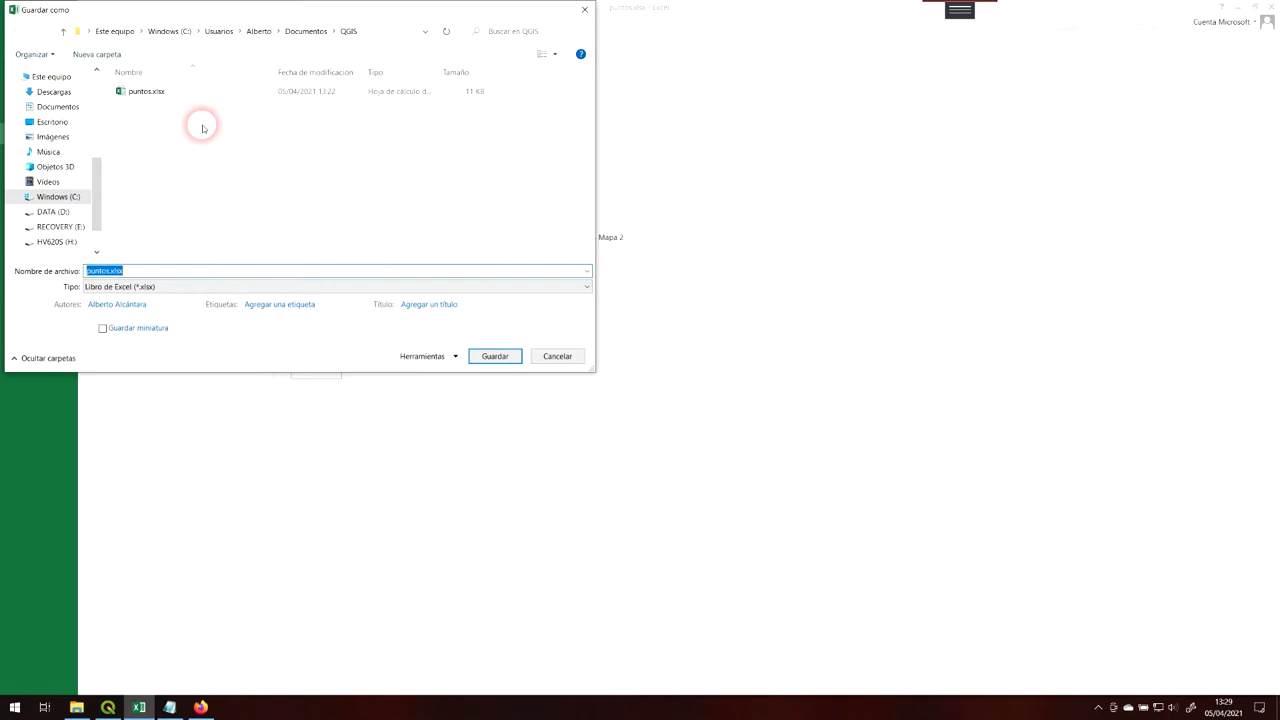 Guardar como
puntos.xlsx - Excel
Este equipo > Windows (C:) > Usuarios > Alberto > Documentos > QGIS
Buscar en QGIS
Cuenta Microsoft
Organizar
Nueva carpeta
Este equipo
Descargas
Documentos
Escritorio
Imágenes
Música
Objetos 3D
Vídeos
Windows (C:)
DATA (D:)
RECOVERY (E:)
HV620S (H:)
Nombre Fecha de modificación Tipo Tamaño
puntos.xlsx 05/04/2021 13:22 Hoja de cálculo d... 11 KB
- Mapa 2
Nombre de archivo: puntos.xlsx
Tipo: Libro de Excel (*.xlsx)
Autores: Alberto Alcántara Etiquetas: Agregar una etiqueta Título: Agregar un título
Guardar miniatura
Ocultar carpetas
Herramientas Guardar Cancelar
13:29
05/04/2021